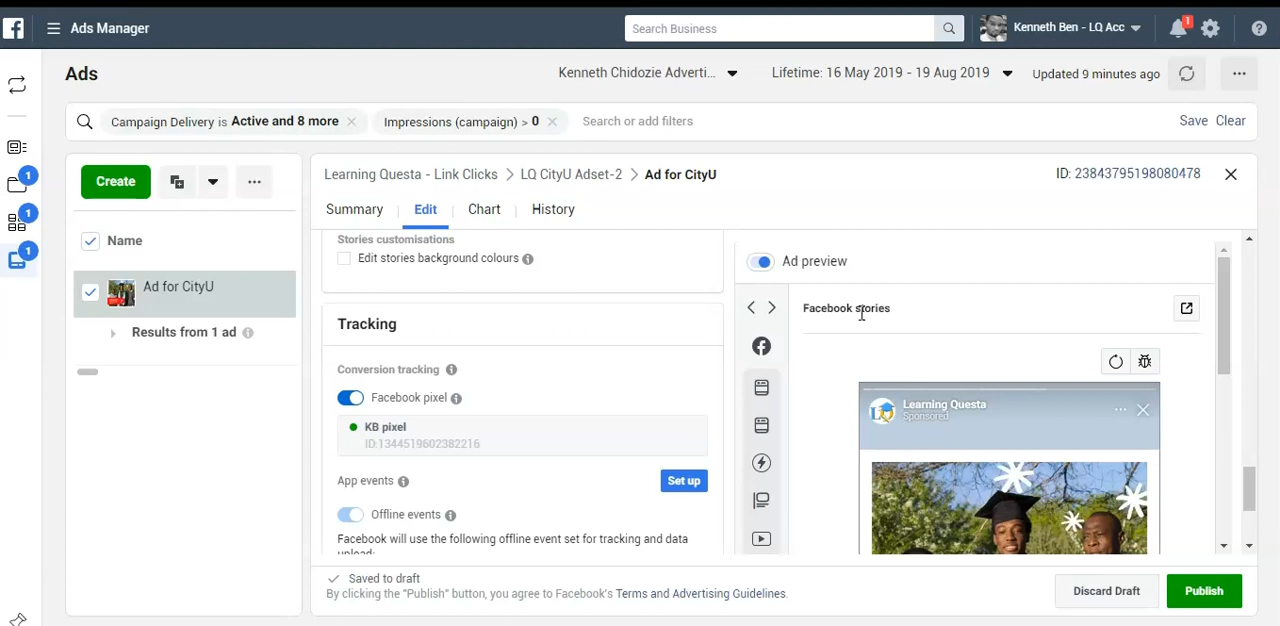 Ads Manager
Search Business
Kenneth Ben - LQ Acc
1
Ads
Kenneth Chidozie Adverti...
Lifetime: 16 May 2019 - 19 Aug 2019
Updated 9 minutes ago
Campaign Delivery is Active and 8 more
Impressions (campaign) > 0
Search or add filters
Save
Clear
1
1
1
Create
Learning Questa - Link Clicks
LQ CityU Adset-2
Ad for CityU
ID: 23843795198080478
Summary
Edit
Chart
History
Name
Ad for CityU
Results from 1 ad
Stories customisations
Edit stories background colours
Tracking
Conversion tracking
Facebook pixel
KB pixel
ID:1344519602382216
App events
Set up
Offline events
Facebook will use the following offline event set for tracking and data
upload:
Ad preview
Facebook stories
Learning Questa
Sponsored
Saved to draft
By clicking the "Publish" button, you agree to Facebook's Terms and Advertising Guidelines.
Discard Draft
Publish